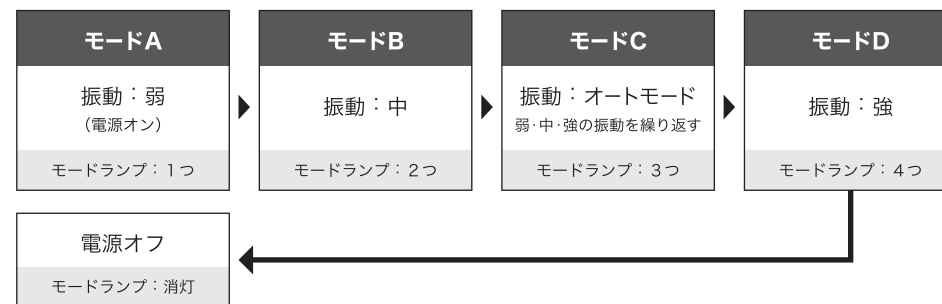 モードA
振動：弱
（電源オン）
モードランプ：1つ
モードB
振動：中
モードランプ：2つ
モードC
振動：オートモード
弱·中·強の振動を繰り返す
モードランプ：3つ
モードD
振動：強
モードランプ：4つ
電源オフ
モードランプ：消灯